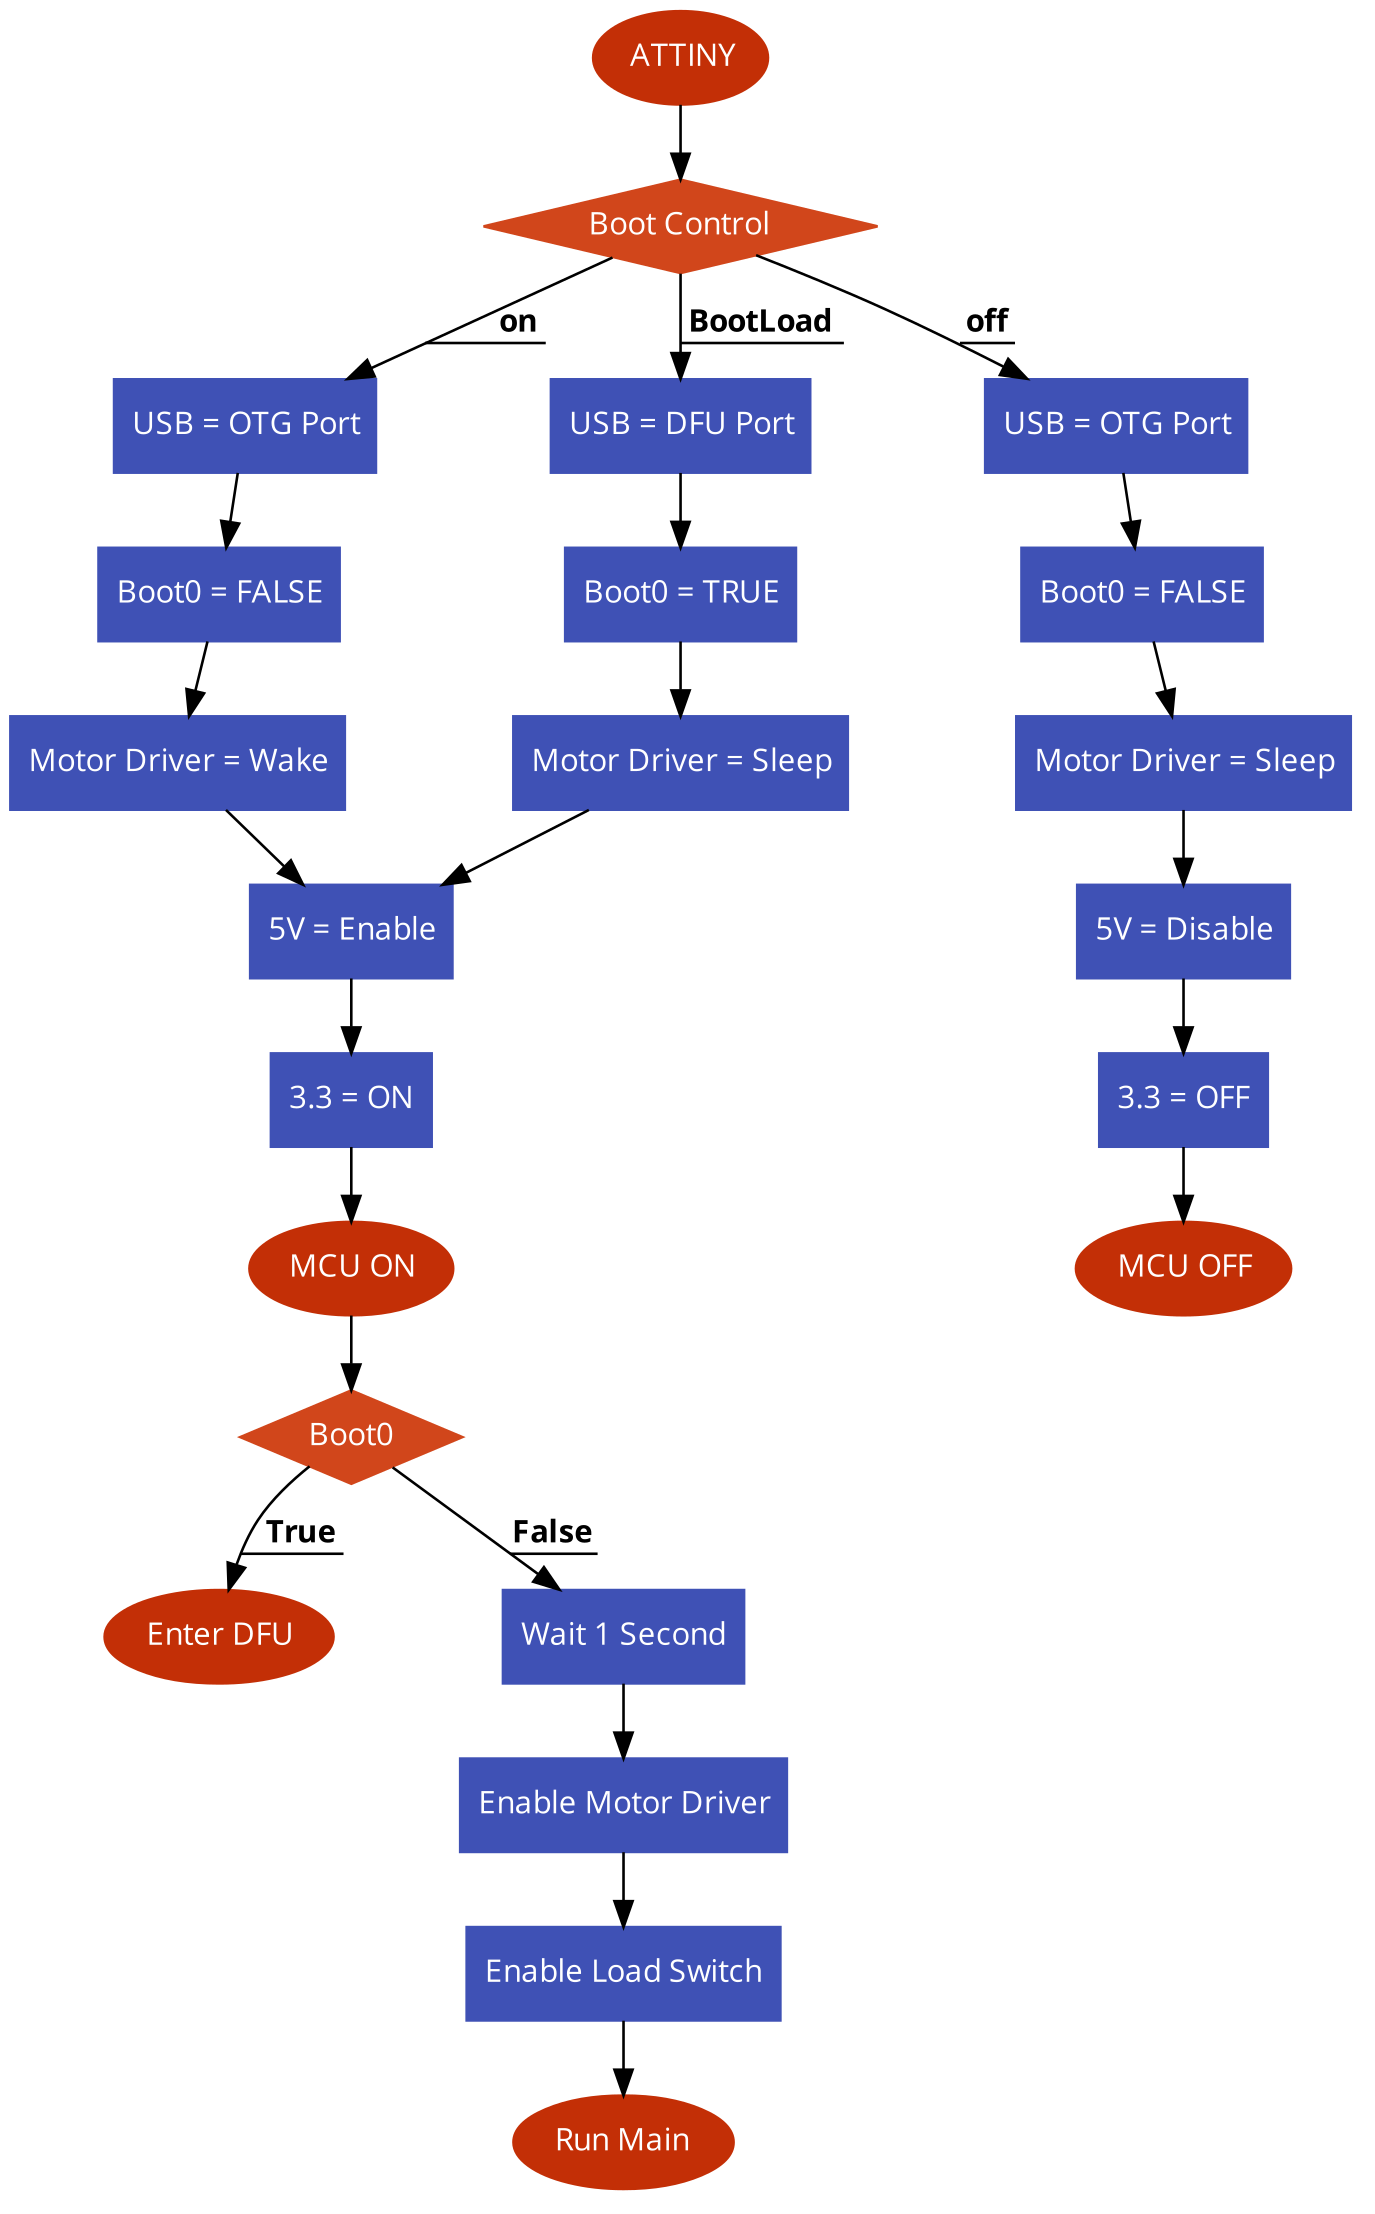 ATTINY
Boot Control
on
BootLoad
off
USB = OTG Port
USB = DFU Port
USB = OTG Port
Boot0 = FALSE
Boot0 = TRUE
Boot0 = FALSE
Motor Driver = Wake
Motor Driver = Sleep
Motor Driver = Sleep
5V = Enable
5V = Disable
3.3 = ON
3.3 = OFF
MCU ON
MCU OFF
Boot0
True
False
Enter DFU
Wait 1 Second
Enable Motor Driver
Enable Load Switch
Run Main